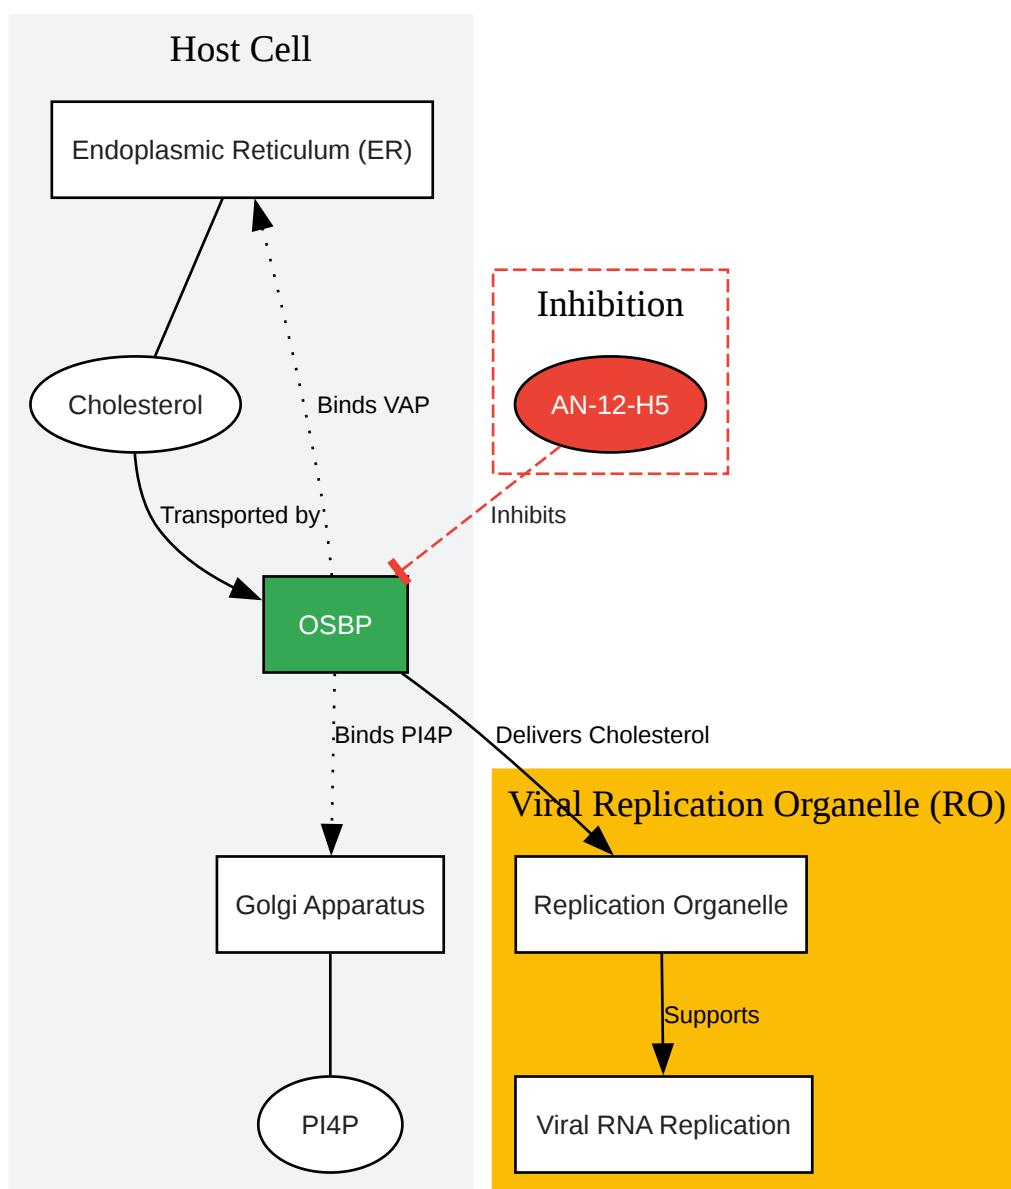 Host Cell
Endoplasmic Reticulum (ER)
Inhibition
Cholesterol
Binds VAP
AN-12-H5
Transported by
Inhibits
OSBP
Binds PI4P
Delivers Cholesterol
Viral Replication Organelle (RO)
Golgi Apparatus
Replication Organelle
Supports
PI4P
Viral RNA Replication